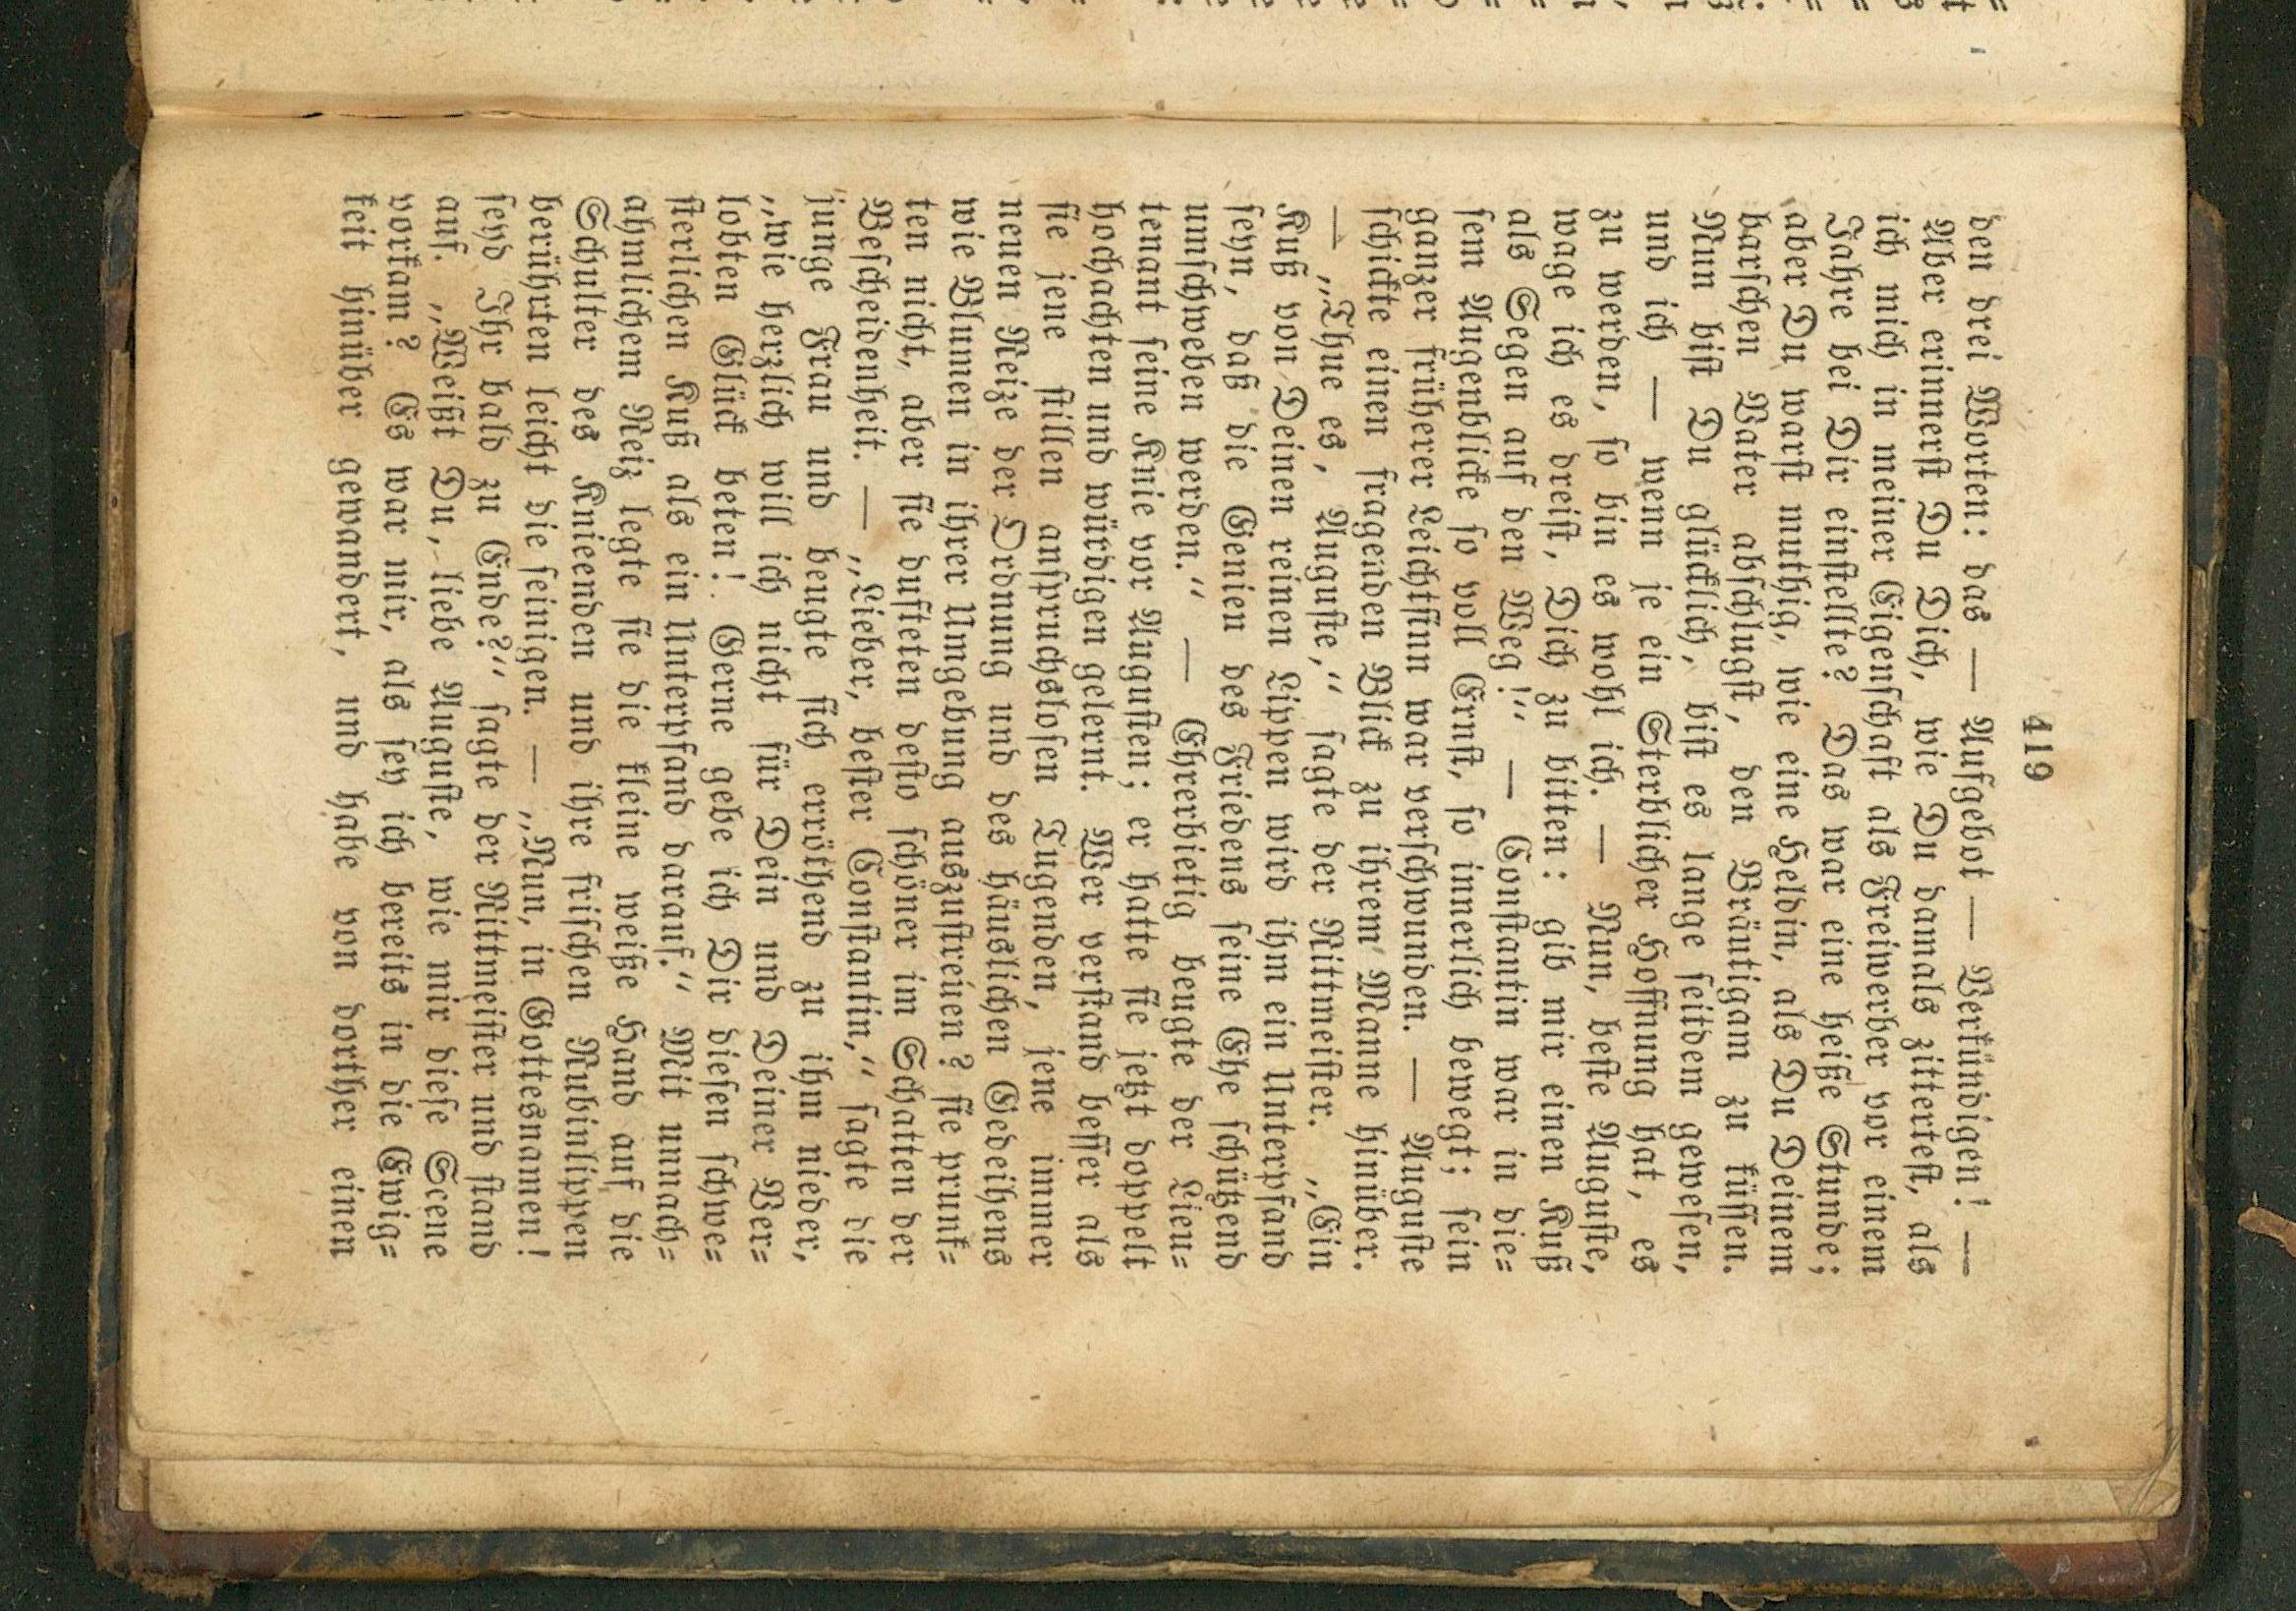 419
den drei Worten: das — Aufgebot — Verkündigen! —
Aber erinnerst Du Dich, wie Du damals zittertest, als
ich mich in meiner Eigenschaft als Freiwerber vor einem
Jahre bei Dir einstellte? Das war eine heiße Stunde;
aber Du warst muthig, wie eine Heldin, als Du Deinem
barschen Vater abschlugst, den Bräutigam zu küssen.
Nun bist Du glücklich, bist es lange seitdem gewesen,
und ich — wenn je ein Sterblicher Hoffnung hat, es
zu werden, so bin es wohl ich. — Nun, beste Auguste,
wage ich es dreist, Dich zu bitten: gib mir einen Kuß
als Segen auf den Weg!“ — Constantin war in die=
sem Augenblicke so voll Ernst, so innerlich bewegt; sein
ganzer früherer Leichtsinn war verschwunden. — Auguste
schickte einen fragenden Blick zu ihrem Manne hinüber.
— „Thue es, Auguste,“ sagte der Rittmeister. „Ein
Kuß von Deinen reinen Lippen wird ihm ein Unterpfand
seyn, daß die Genien des Friedens seine Ehe schützend
umschweben werden.“ — Ehrerbietig beugte der Lieu=
tenant seine Knie vor Augusten; er hatte sie jetzt doppelt
hochachten und würdigen gelernt. Wer verstand besser als
sie jene stillen anspruchslosen Tugenden, jene immer
neuen Reize der Ordnung und des häuslichen Gedeihens
wie Blumen in ihrer Umgebung auszustreuen? sie prunk=
ten nicht, aber sie dufteten desto schöner im Schatten der
Bescheidenheit. — „Lieber, bester Constantin,“ sagte die
junge Frau und beugte sich erröthend zu ihm nieder,
„wie herzlich will ich nicht für Dein und Deiner Ver=
lobten Glück beten! Gerne gebe ich Dir diesen schwe=
sterlichen Kuß als ein Unterpfand darauf.“ Mit unnach=
ahmlichem Reiz legte sie die kleine weiße Hand auf die
Schulter des Knieenden und ihre frischen Rubinlippen
berührten leicht die seinigen. — „Nun, in Gottesnamen!
seyd Ihr bald zu Ende?“ sagte der Rittmeister und stand
auf. „Weißt Du, liebe Auguste, wie mir diese Scene
vorkam? Es war mir, als sey ich bereits in die Ewig=
keit hinüber gewandert, und habe von dorther einen